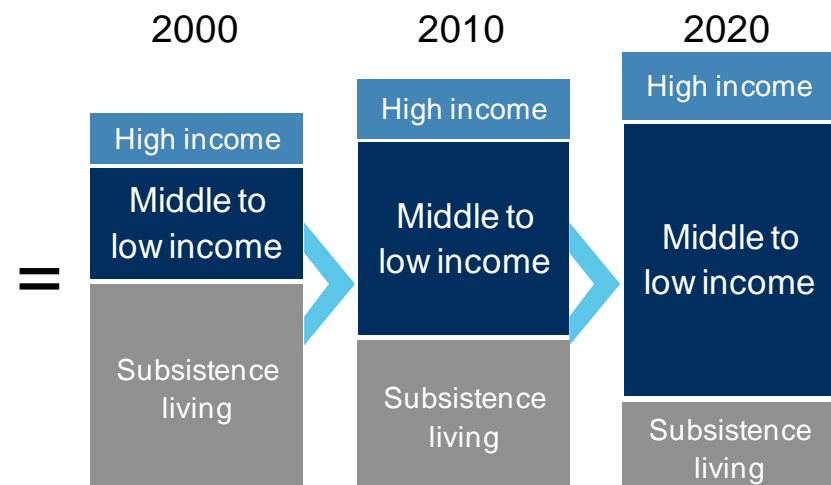 2000
2010
2020
High income
High income
High income
Middle to
low income
Middle to
low income
Middle to
low income
=
Subsistence
living
Subsistence
living
Subsistence
living